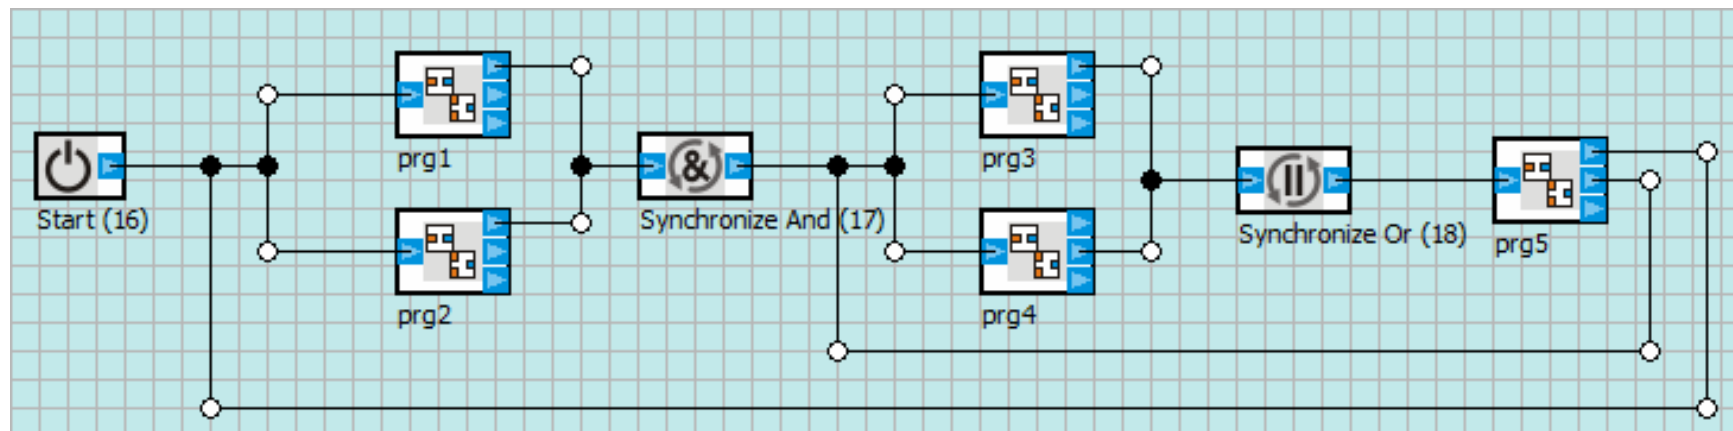 prg1
prg3
Start (16)
Synchronize And (17)
Synchronize Or (18)
prg5
prg2
prg4
&